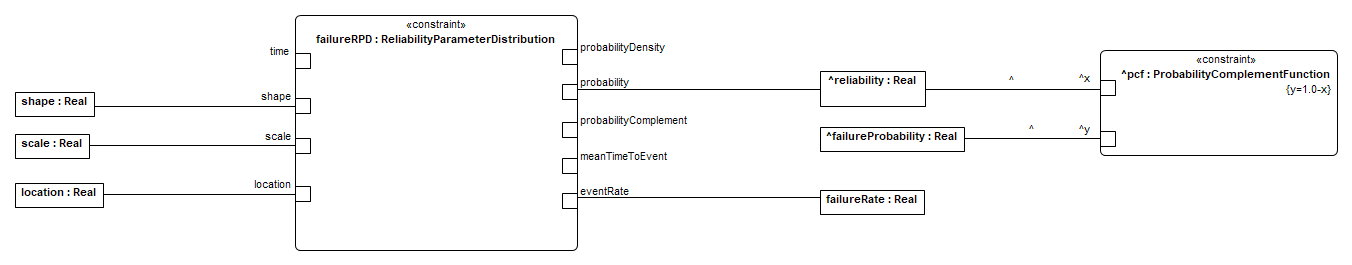 «constraint»
failureRPD : ReliabilityParameterDistribution
time
shape
scale
location
probabilityDensity
probability
probabilityComplement
meanTimeToEvent
eventRate
shape : Real
scale : Real
location : Real
^reliability : Real
^failureProbability : Real
failureRate : Real
^
^x
^
^y
«constraint»
^pcf : ProbabilityComplementFunction
{y=1.0-x}